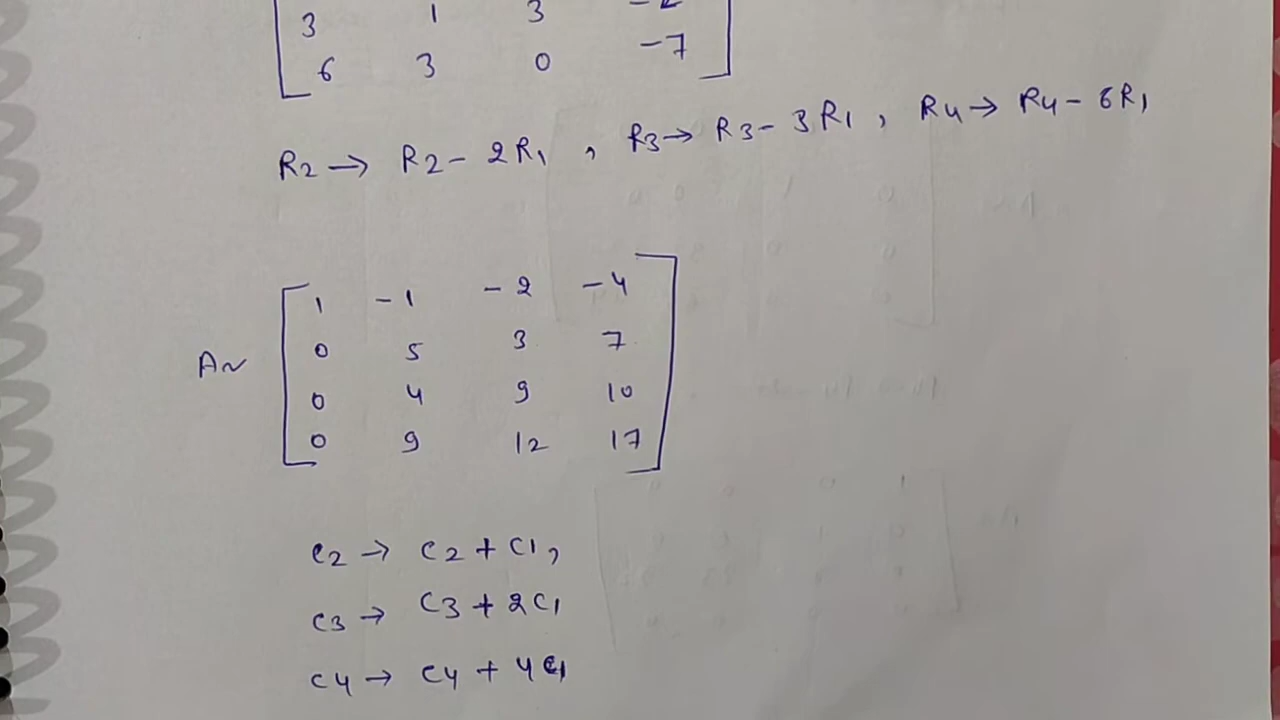 3 1 3 -2
6 3 0 -7
R2 → R2 - 2R1 , R3 → R3 - 3R1 , R4 → R4 - 6R1
1 -1 -2 -4
0 5 3 7
A~ 0 4 9 10
0 9 12 17
C2 → C2 + C1,
C3 → C3 + 2C1
C4 → C4 + 4C1